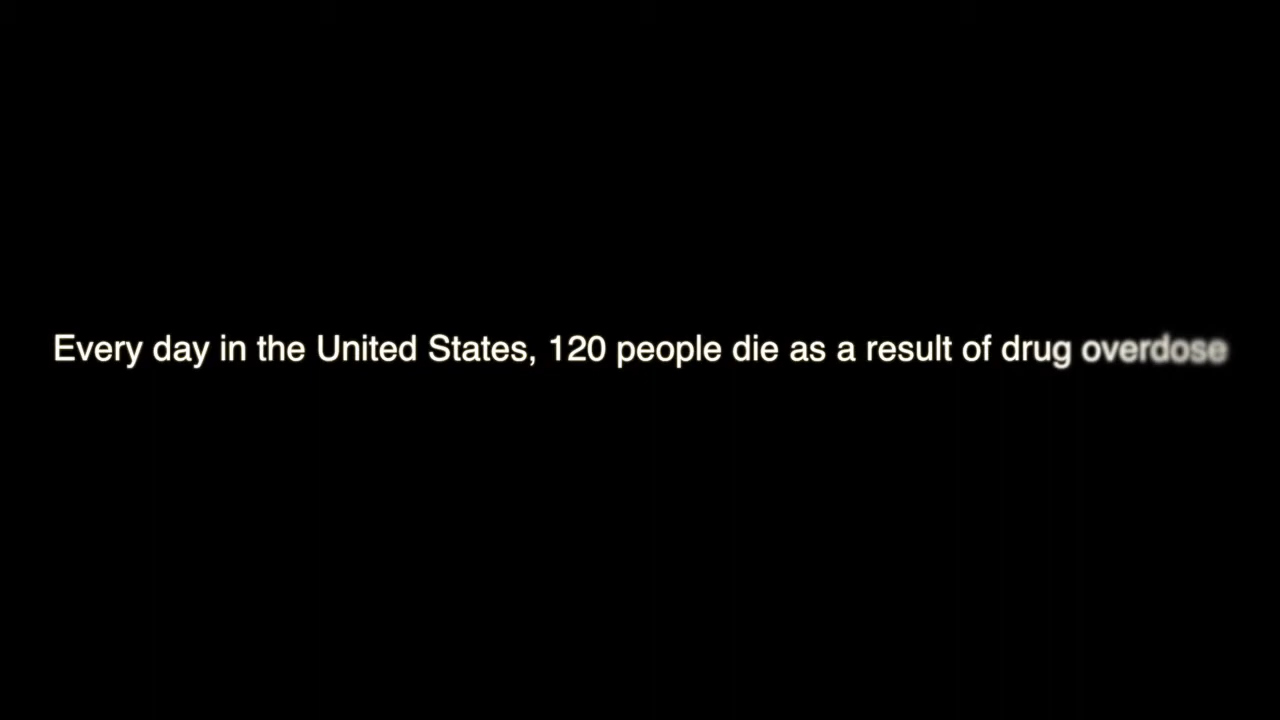 Every day in the United States, 120 people die as a result of drug overdose